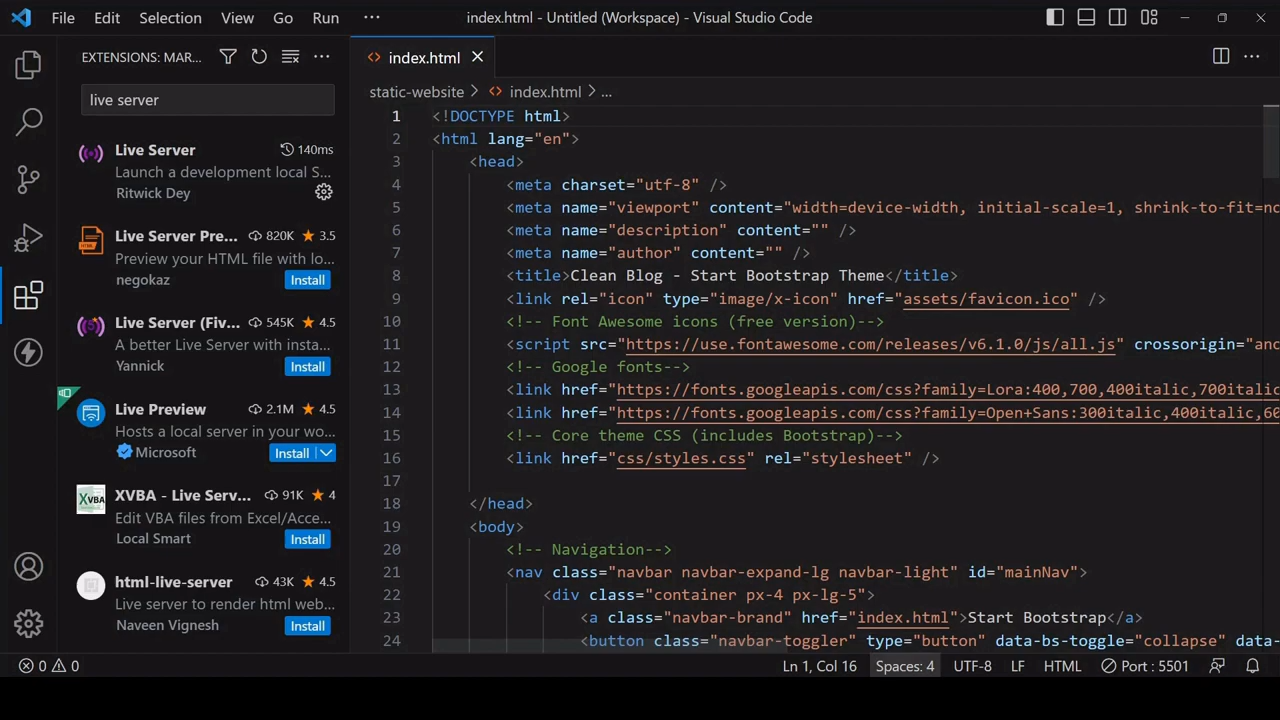 File Edit Selection View Go Run ··· index.html - Untitled (Workspace) - Visual Studio Code
EXTENSIONS: MAR...
live server
Live Server 140ms
Launch a development local S...
Ritwick Dey
Live Server Pre... 820K ★ 3.5
Preview your HTML file with lo...
negokaz Install
Live Server (Fiv... 545K ★ 4.5
A better Live Server with insta...
Yannick Install
Live Preview 2.1M ★ 4.5
Hosts a local server in your wo...
Microsoft Install
XVBA
XVBA - Live Serv... 91K ★ 4
Edit VBA files from Excel/Acce...
Local Smart Install
html-live-server 43K ★ 4.5
Live server to render html web...
Naveen Vignesh Install
index.html
static-website > index.html > ...
1 <!DOCTYPE html>
2 <html lang="en">
3 <head>
4 <meta charset="utf-8" />
5 <meta name="viewport" content="width=device-width, initial-scale=1, shrink-to-fit=no
6 <meta name="description" content="" />
7 <meta name="author" content="" />
8 <title>Clean Blog - Start Bootstrap Theme</title>
9 <link rel="icon" type="image/x-icon" href="assets/favicon.ico" />
10 <!-- Font Awesome icons (free version)-->
11 <script src="https://use.fontawesome.com/releases/v6.1.0/js/all.js" crossorigin="ano
12 <!-- Google fonts-->
13 <link href="https://fonts.googleapis.com/css?family=Lora:400,700,400italic,700italic
14 <link href="https://fonts.googleapis.com/css?family=Open+Sans:300italic,400italic,60
15 <!-- Core theme CSS (includes Bootstrap)-->
16 <link href="css/styles.css" rel="stylesheet" />
17
18 </head>
19 <body>
20 <!-- Navigation-->
21 <nav class="navbar navbar-expand-lg navbar-light" id="mainNav">
22 <div class="container px-4 px-lg-5">
23 <a class="navbar-brand" href="index.html">Start Bootstrap</a>
24 <button class="navbar-toggler" type="button" data-bs-toggle="collapse" data-
0 0 Ln 1, Col 16 Spaces: 4 UTF-8 LF HTML Port : 5501